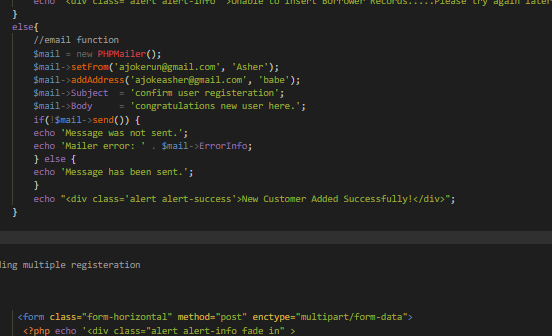 echo "<div class='alert alert-info'>Unable to Insert Borrower Records.....Please try again later
}
else{
//email function
$mail = new PHPMailer();
$mail->setFrom('ajokerun@gmail.com', 'Asher');
$mail->addAddress('ajokeasher@gmail.com', 'babe');
$mail->Subject = 'confirm user registeration';
$mail->Body = 'congratulations new user here.';
if(!$mail->send()) {
echo 'Message was not sent.';
echo 'Mailer error: ' . $mail->ErrorInfo;
} else {
echo 'Message has been sent.';
}
echo "<div class='alert alert-success'>New Customer Added Successfully!</div>";
}
ding multiple registeration
<form class="form-horizontal" method="post" enctype="multipart/form-data">
<?php echo '<div class="alert alert-info fade in" >